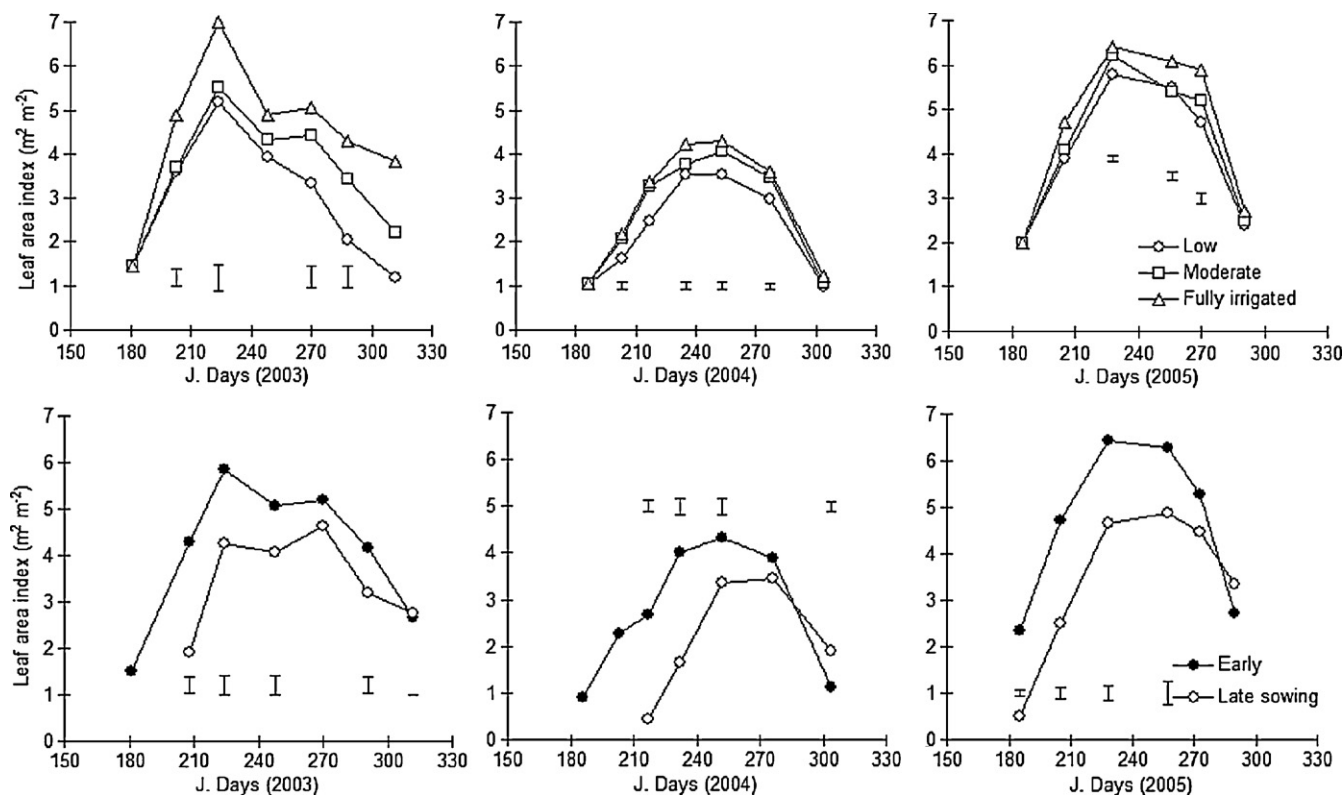 Leaf area index (m² m⁻²)
7
6
5
4
3
2
1
0
150 180 210 240 270 300 330
J. Days (2003)
7
6
5
4
3
2
1
0
150 180 210 240 270 300 330
J. Days (2004)
7
6
5
4
3
2
1
0
Low
Moderate
Fully irrigated
150 180 210 240 270 300 330
J. Days (2005)
Leaf area index (m² m⁻²)
7
6
5
4
3
2
1
0
150 180 210 240 270 300 330
J. Days (2003)
7
6
5
4
3
2
1
0
150 180 210 240 270 300 330
J. Days (2004)
7
6
5
4
3
2
1
0
Early
Late sowing
150 180 210 240 270 300 330
J. Days (2005)